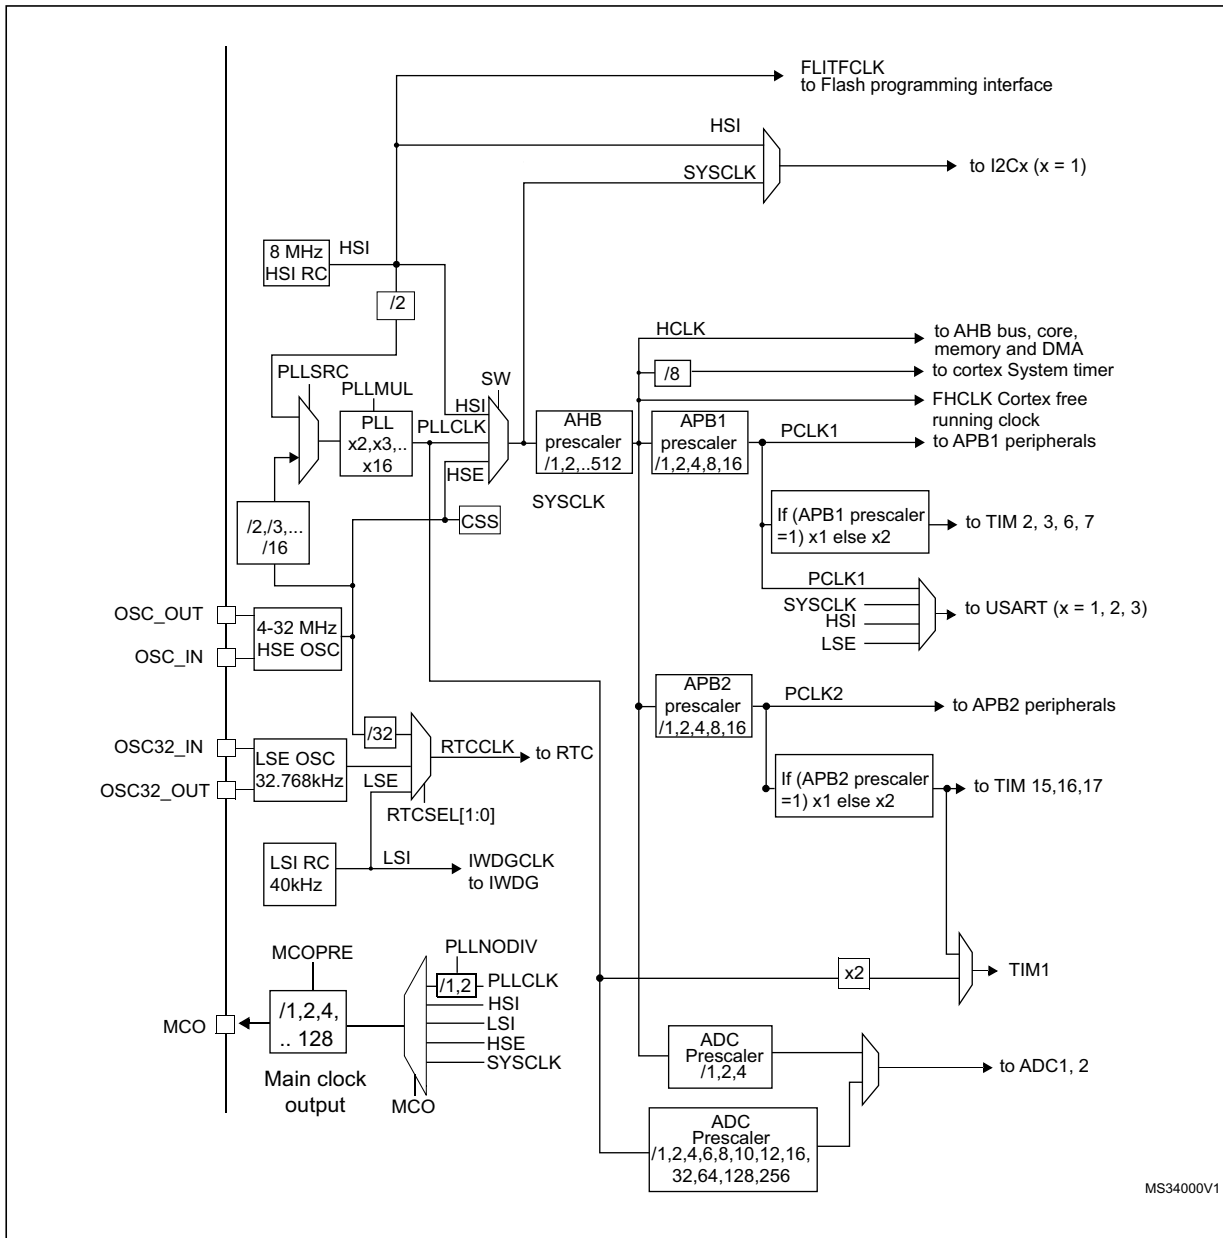 FLITFCLK
to Flash programming interface
HSI
SYSCLK
to I2Cx (x = 1)
8 MHz
HSI RC
HSI
/2
HCLK
to AHB bus, core,
memory and DMA
/8
to cortex System timer
FHCLK Cortex free
running clock
PLLSRC
PLLMUL
PLL
x2,x3,..
x16
SW
HSI
PLLCLK
HSE
AHB
prescaler
/1,2,..512
SYSCLK
APB1
prescaler
/1,2,4,8,16
PCLK1
to APB1 peripherals
CSS
/2,/3,...
/16
If (APB1 prescaler
=1) x1 else x2
to TIM 2, 3, 6, 7
PCLK1
SYSCLK
HSI
LSE
to USART (x = 1, 2, 3)
OSC_OUT
OSC_IN
4-32 MHz
HSE OSC
APB2
prescaler
/1,2,4,8,16
PCLK2
to APB2 peripherals
OSC32_IN
OSC32_OUT
LSE OSC
32.768kHz
/32
LSE
RTCCLK
to RTC
RTCSEL[1:0]
If (APB2 prescaler
=1) x1 else x2
to TIM 15,16,17
LSI RC
40kHz
LSI
IWDGCLK
to IWDG
MCOPRE
PLLNODIV
/1,2
PLLCLK
HSI
LSI
HSE
SYSCLK
x2
TIM1
MCO
/1,2,4,
.. 128
Main clock
output
MCO
ADC
Prescaler
/1,2,4
to ADC1, 2
ADC
Prescaler
/1,2,4,6,8,10,12,16,
32,64,128,256
MS34000V1